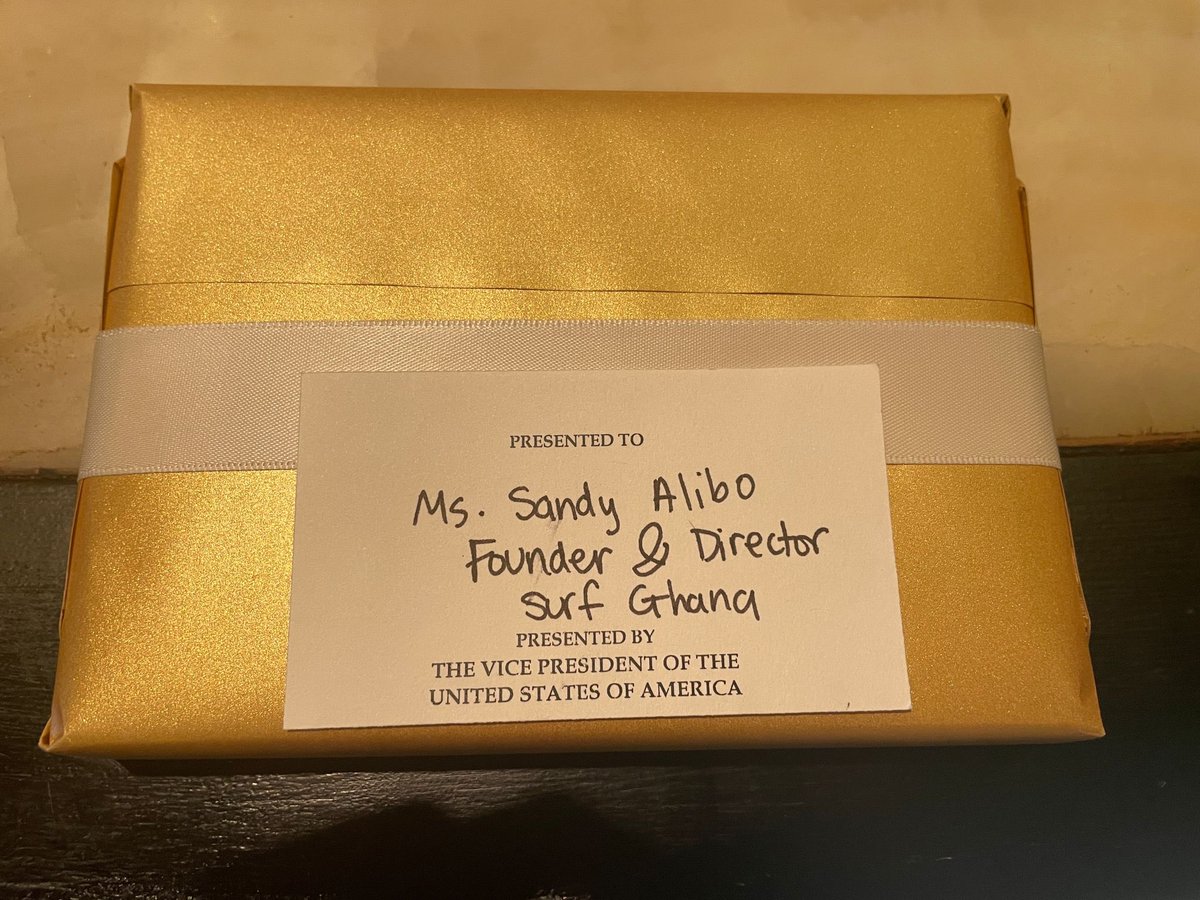 PRESENTED TO
Ms. Sandy Alibo
Founder & Director
Surf Ghana
PRESENTED BY
THE VICE PRESIDENT OF THE
UNITED STATES OF AMERICA